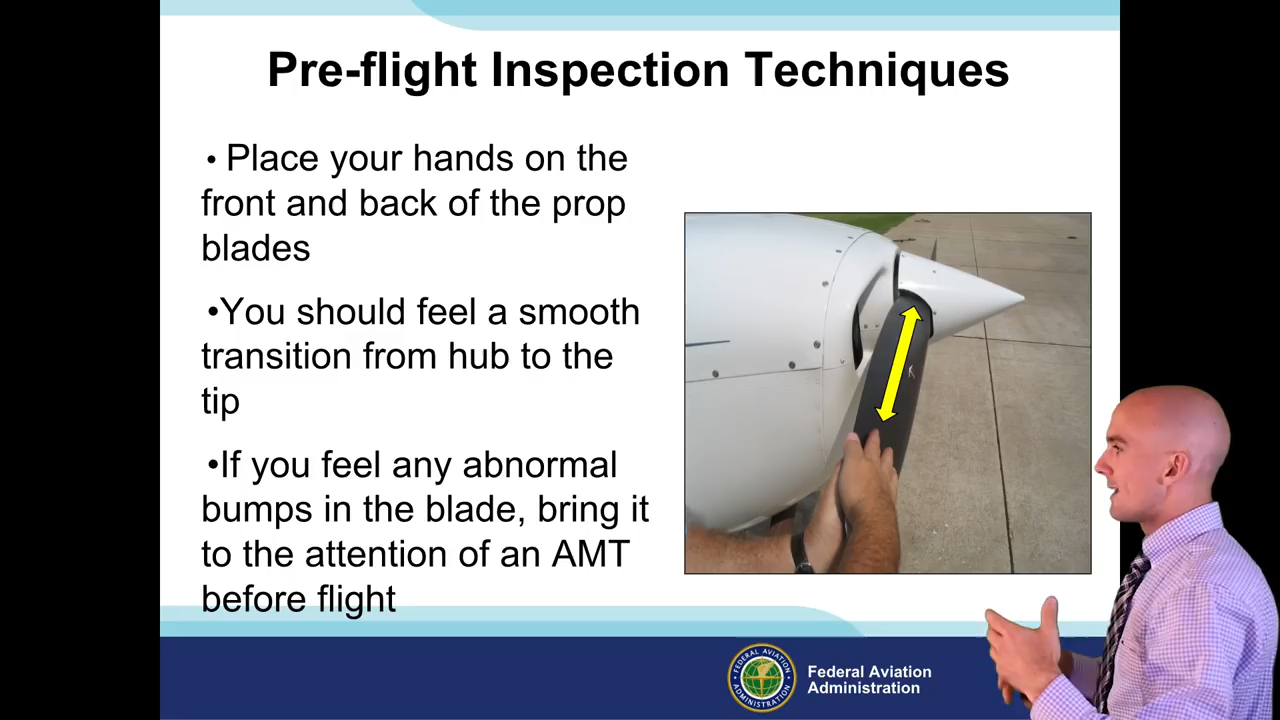 Pre-flight Inspection Techniques
• Place your hands on the
front and back of the prop
blades
•You should feel a smooth
transition from hub to the
tip
•If you feel any abnormal
bumps in the blade, bring it
to the attention of an AMT
before flight
FEDERAL AVIATION
ADMINISTRATION
Federal Aviation
Administration